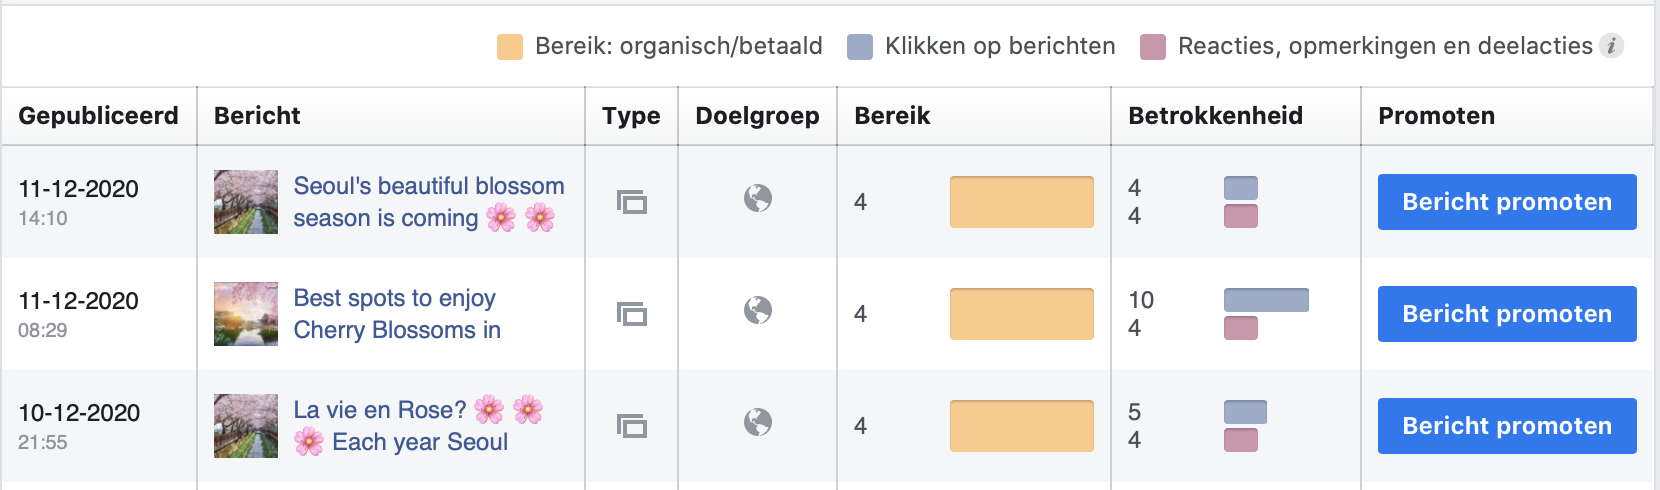 Bereik: organisch/betaald Klikken op berichten Reacties, opmerkingen en deelacties i
Gepubliceerd Bericht Type Doelgroep Bereik Betrokkenheid Promoten
11-12-2020
14:10
Seoul's beautiful blossom
season is coming 🌸 🌸
4
4
4
Bericht promoten
11-12-2020
08:29
Best spots to enjoy
Cherry Blossoms in
4
10
4
Bericht promoten
10-12-2020
21:55
La vie en Rose? 🌸 🌸
🌸 Each year Seoul
4
5
4
Bericht promoten